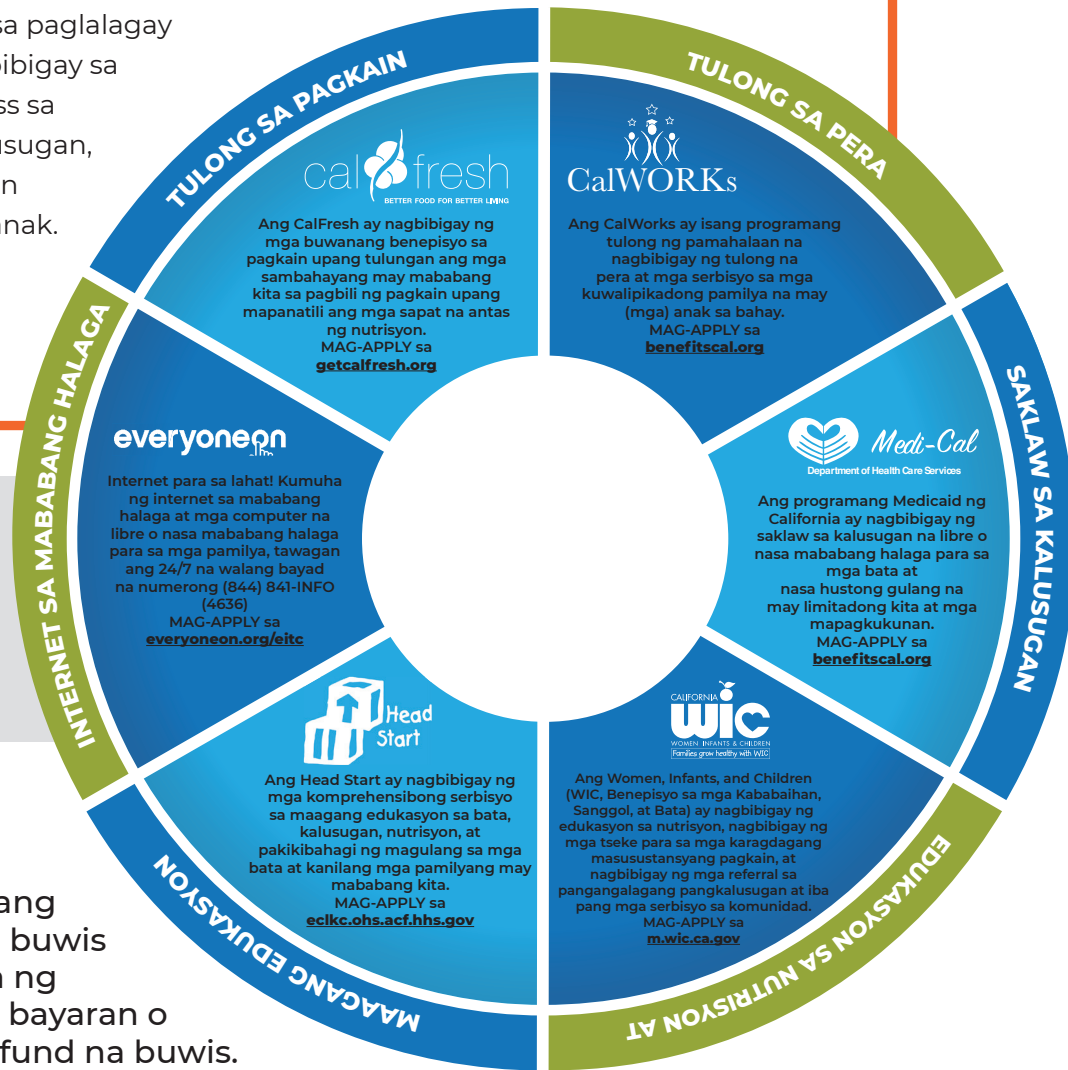 sa paglalagay
ibigay sa
ss sa
usugan,
n
anak.
TULONG SA PAGKAIN
cal fresh
BETTER FOOD FOR BETTER LIVING
Ang CalFresh ay nagbibigay ng
mga buwanang benepisyo sa
pagkain upang tulungan ang mga
sambahayang may mababang
kita sa pagbili ng pagkain upang
mapanatili ang mga sapat na antas
ng nutrisyon.
MAG-APPLY sa
getcalfresh.org
TULONG SA PERA
CalWORKs
Ang CalWorks ay isang programang
tulong ng pamahalaan na
nagbibigay ng tulong na
pera at mga serbisyo sa mga
kuwalipikadong pamilya na may
(mga) anak sa bahay.
MAG-APPLY sa
benefitscal.org
SAKLAW SA KALUSUGAN
Medi-Cal
Department of Health Care Services
Ang programang Medicaid ng
California ay nagbibigay ng
saklaw sa kalusugan na libre o
nasa mababang halaga para sa
mga bata at
nasa hustong gulang na
may limitadong kita at mga
mapagkukunan.
MAG-APPLY sa
benefitscal.org
EDUKASYON SA NUTRISYON AT
CALIFORNIA
wic
WOMEN INFANTS & CHILDREN
Families grow healthy with WIC
Ang Women, Infants, and Children
(WIC, Benepisyo sa mga Kababaihan,
Sanggol, at Bata) ay nagbibigay ng
edukasyon sa nutrisyon, nagbibigay ng
mga tseke para sa mga karagdagang
masusustansyang pagkain, at
nagbibigay ng mga referral sa
pangangalagang pangkalusugan at iba
pang mga serbisyo sa komunidad.
MAG-APPLY sa
m.wic.ca.gov
MAAGANG EDUKASYON
Head
Start
Ang Head Start ay nagbibigay ng
mga komprehensibong serbisyo
sa maagang edukasyon sa bata,
kalusugan, nutrisyon, at
pakikibahagi ng magulang sa mga
bata at kanilang mga pamilyang may
mababang kita.
MAG-APPLY sa
eclkc.ohs.acf.hhs.gov
INTERNET SA MABABANG HALAGA
everyoneon
Internet para sa lahat! Kumuha
ng internet sa mababang
halaga at mga computer na
libre o nasa mababang halaga
para sa mga pamilya, tawagan
ang 24/7 na walang bayad
na numerong (844) 841-INFO
(4636)
MAG-APPLY sa
everyoneon.org/eitc
ang
buwis
ng
bayaran o
fund na buwis.